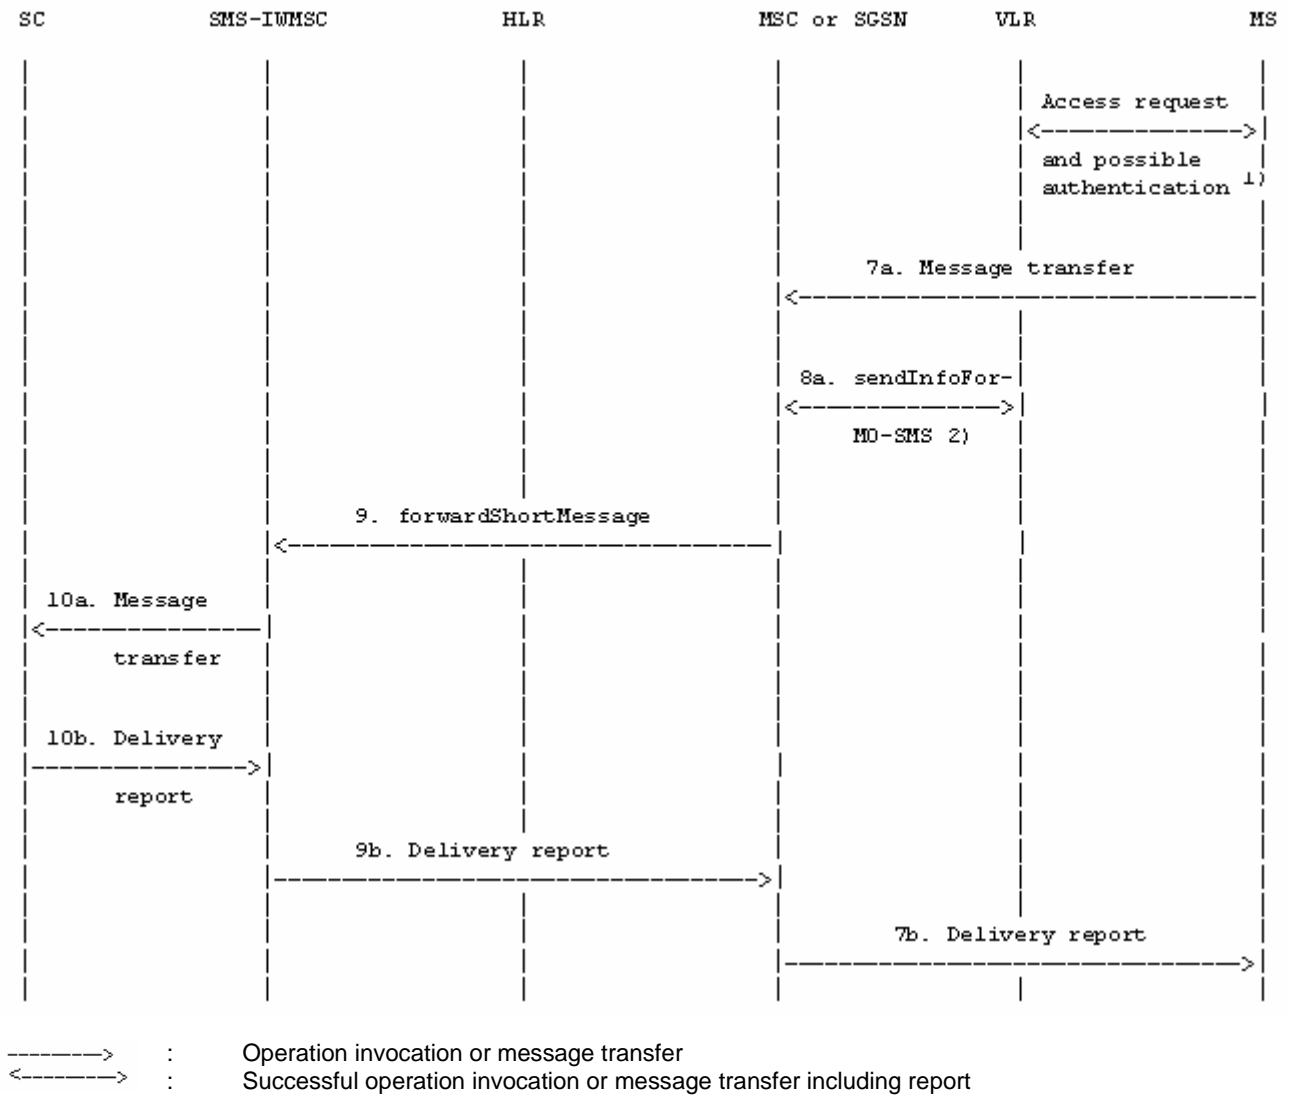 SC SMS-IWMSC HLR MSC or SGSN VLR MS
Access request
and possible
authentication 1)
7a. Message transfer
8a. sendInfoFor-
MO-SMS 2)
9. forwardShortMessage
10a. Message
transfer
10b. Delivery
report
9b. Delivery report
7b. Delivery report
: Operation invocation or message transfer
: Successful operation invocation or message transfer including report